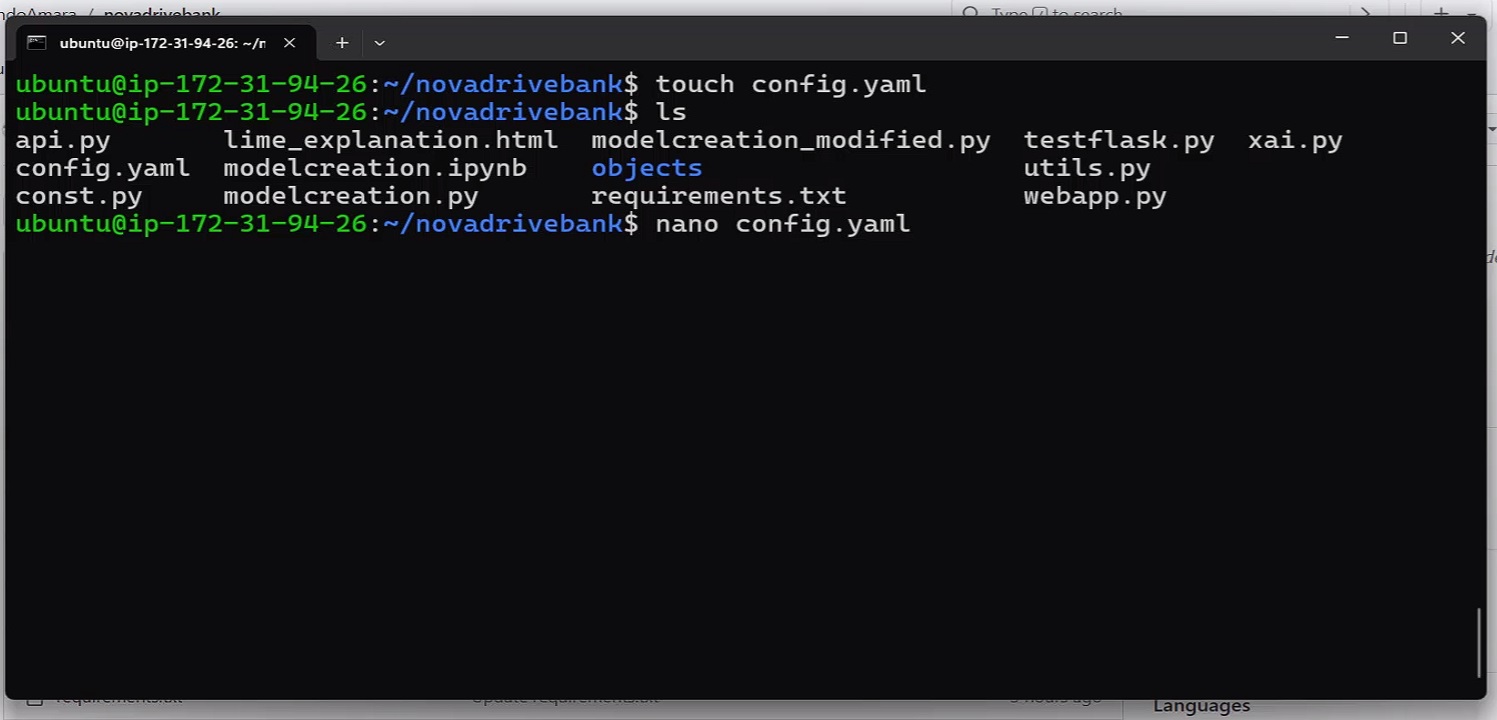 novadrivebank
Type / to search
ubuntu@ip-172-31-94-26: ~/n
ubuntu@ip-172-31-94-26:~/novadrivebank$ touch config.yaml
ubuntu@ip-172-31-94-26:~/novadrivebank$ ls
api.py lime_explanation.html modelcreation_modified.py testflask.py xai.py
config.yaml modelcreation.ipynb objects utils.py
const.py modelcreation.py requirements.txt webapp.py
ubuntu@ip-172-31-94-26:~/novadrivebank$ nano config.yaml
requirements.txt Update requirements.txt 3 hours ago
Languages